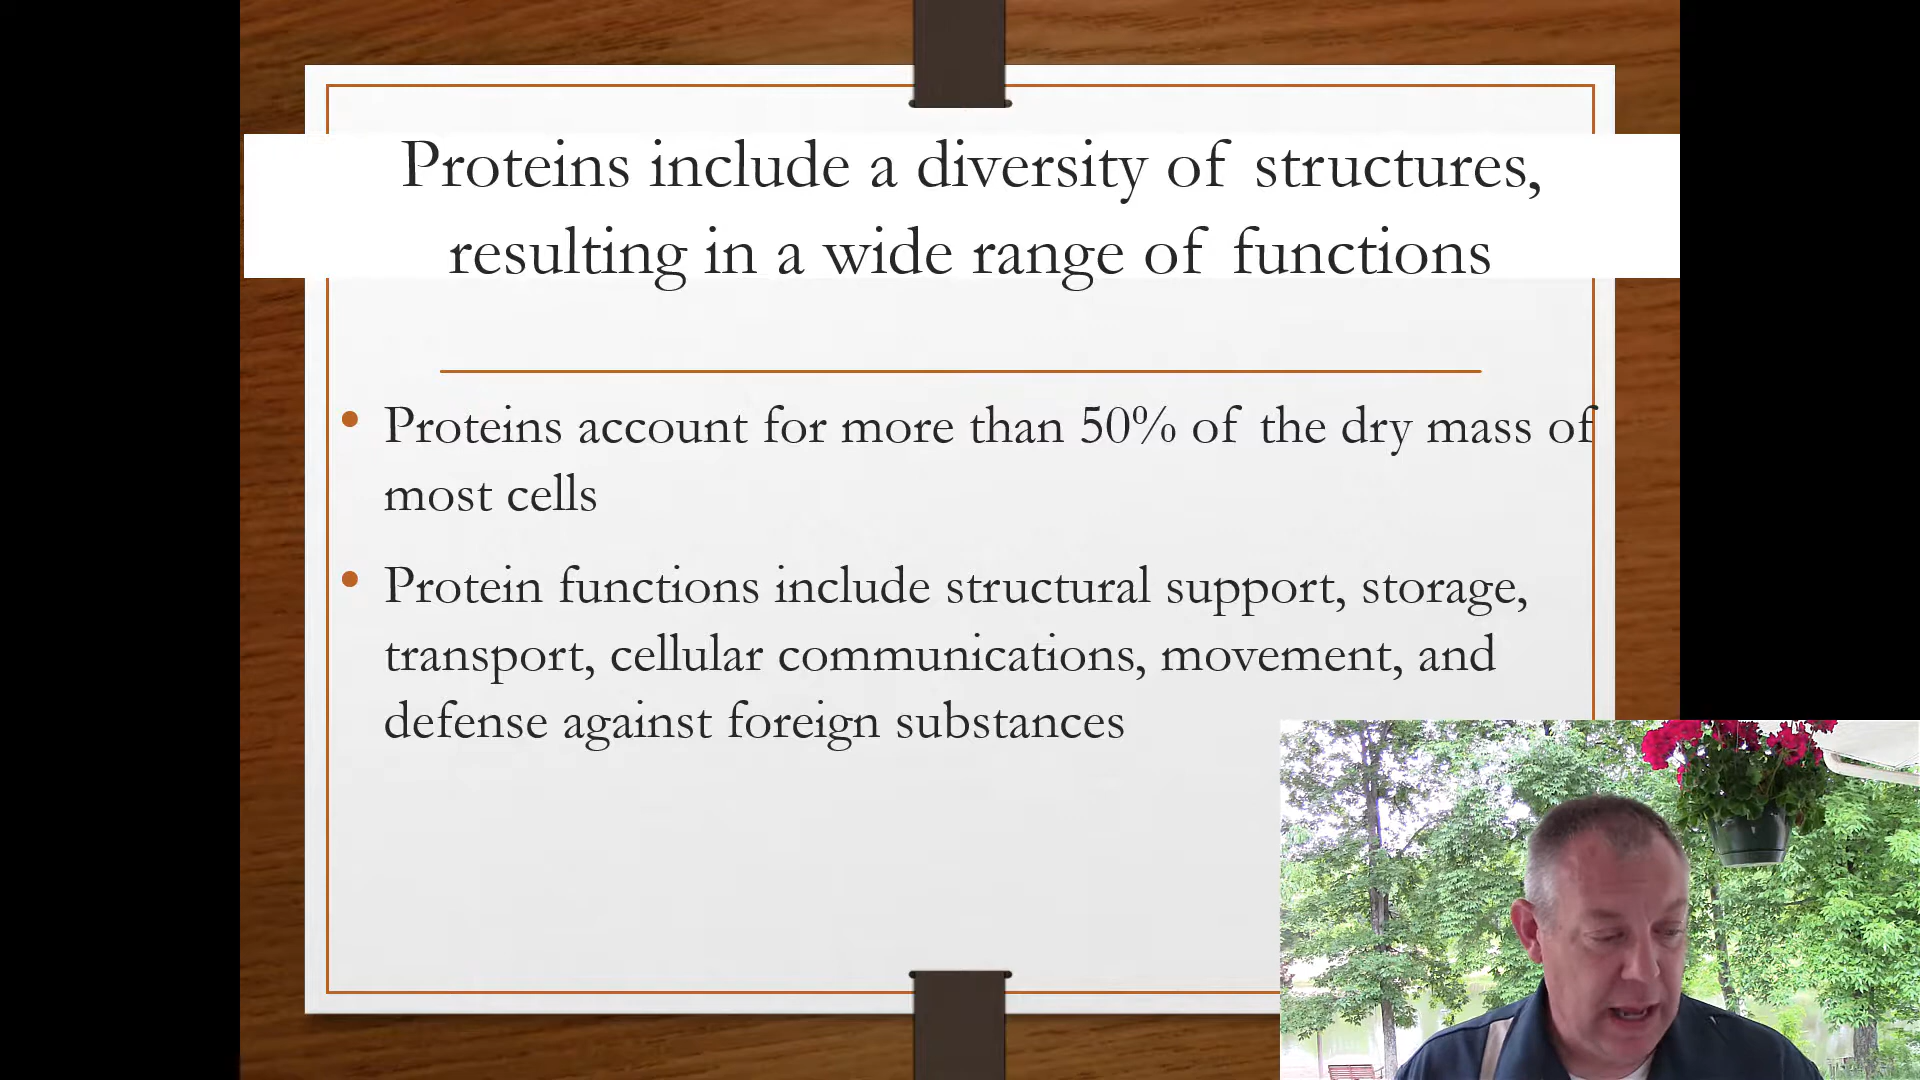 Proteins include a diversity of structures,
resulting in a wide range of functions
• Proteins account for more than 50% of the dry mass of
most cells
• Protein functions include structural support, storage,
transport, cellular communications, movement, and
defense against foreign substances